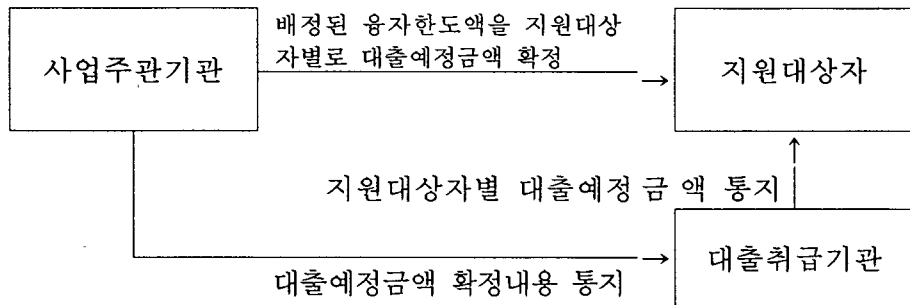 배정된 융자한도액을 지원대상
자별로 대출예정금액 확정
사업주관기관
지원대상자
지원대상자별 대출예정금액 통지
대출취급기관
대출예정금액 확정내용 통지